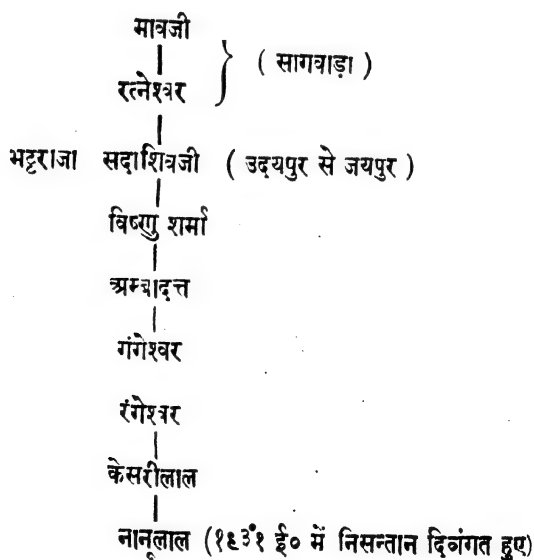 मावजी
( सागवाड़ा )
रत्नेश्वर
भट्टराजा सदाशिवजी ( उदयपुर से जयपुर )
विष्णु शर्मा
अम्बादत्त
गंगेश्वर
रंगेश्वर
केसरीलाल
नानूलाल (१९३१ ई० में निसन्तान दिवंगत हुए)